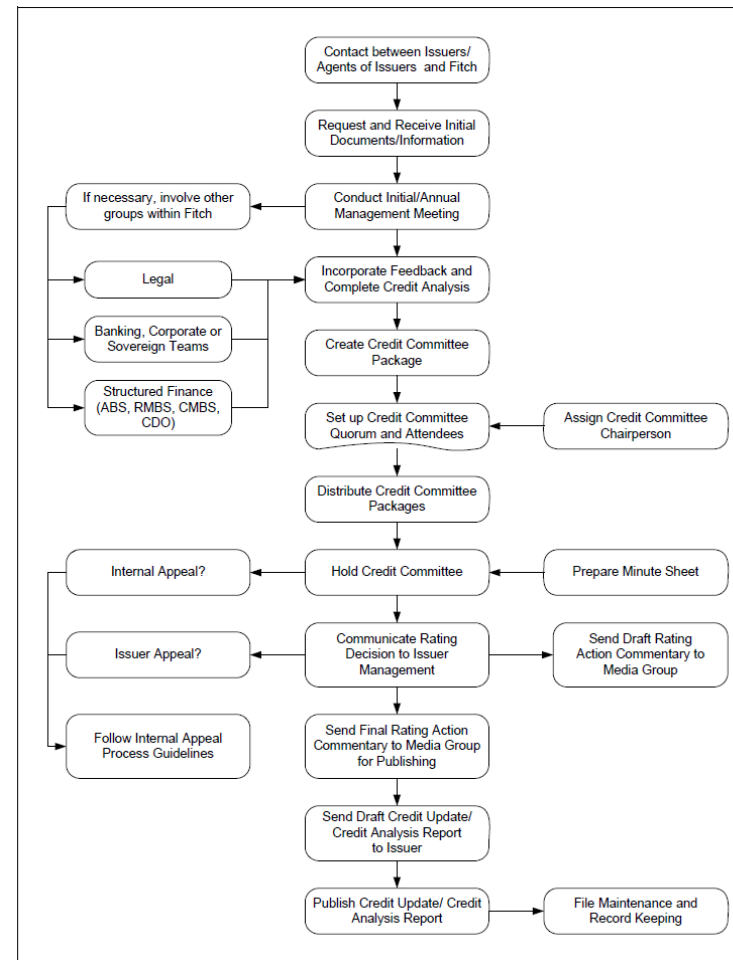 Contact between Issuers/
Agents of Issuers and Fitch
Request and Receive Initial
Documents/Information
If necessary, involve other
groups within Fitch
Conduct Initial/Annual
Management Meeting
Legal
Incorporate Feedback and
Complete Credit Analysis
Banking, Corporate or
Sovereign Teams
Create Credit Committee
Package
Structured Finance
(ABS, RMBS, CMBS,
CDO)
Set up Credit Committee
Quorum and Attendees
Assign Credit Committee
Chairperson
Distribute Credit Committee
Packages
Internal Appeal?
Hold Credit Committee
Prepare Minute Sheet
Issuer Appeal?
Communicate Rating
Decision to Issuer
Management
Send Draft Rating
Action Commentary to
Media Group
Follow Internal Appeal
Process Guidelines
Send Final Rating Action
Commentary to Media Group
for Publishing
Send Draft Credit Update/
Credit Analysis Report
to Issuer
Publish Credit Update/ Credit
Analysis Report
File Maintenance and
Record Keeping